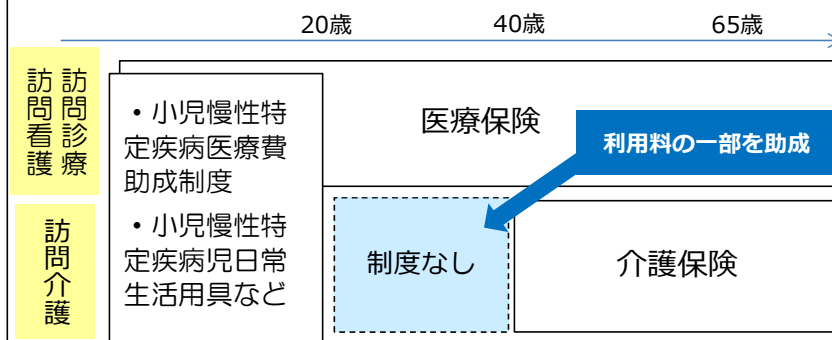 20歳 40歳 65歳
訪問診療
訪問看護
・小児慢性特
定疾病医療費
助成制度
・小児慢性特
定疾病児日常
生活用具など
医療保険
利用料の一部を助成
訪問介護
制度なし
介護保険